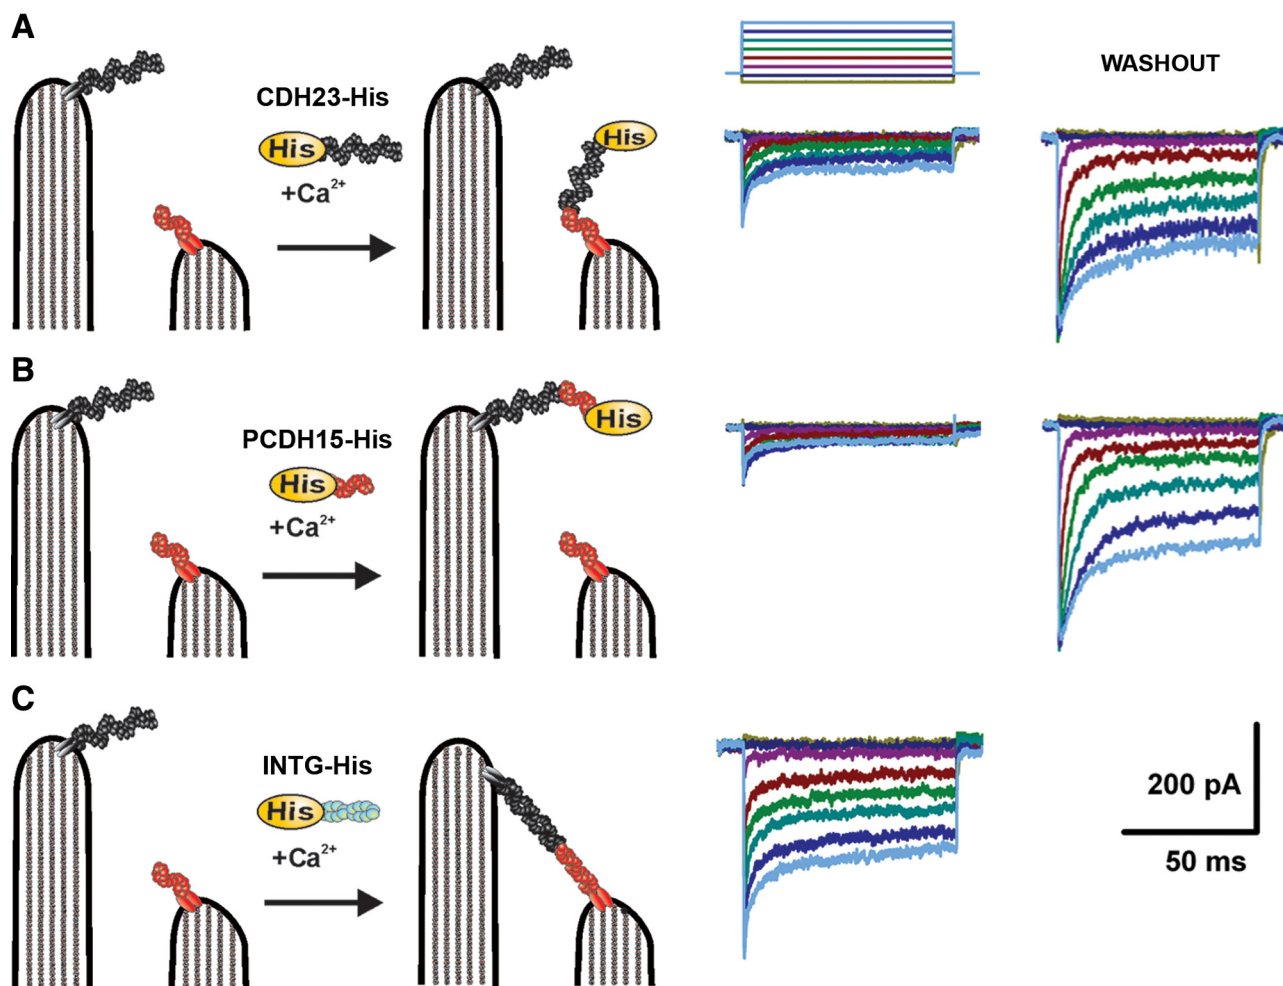 A
CDH23-His
His
+Ca²⁺
His
WASHOUT
B
PCDH15-His
His
+Ca²⁺
His
C
INTG-His
His
+Ca²⁺
200 pA
50 ms